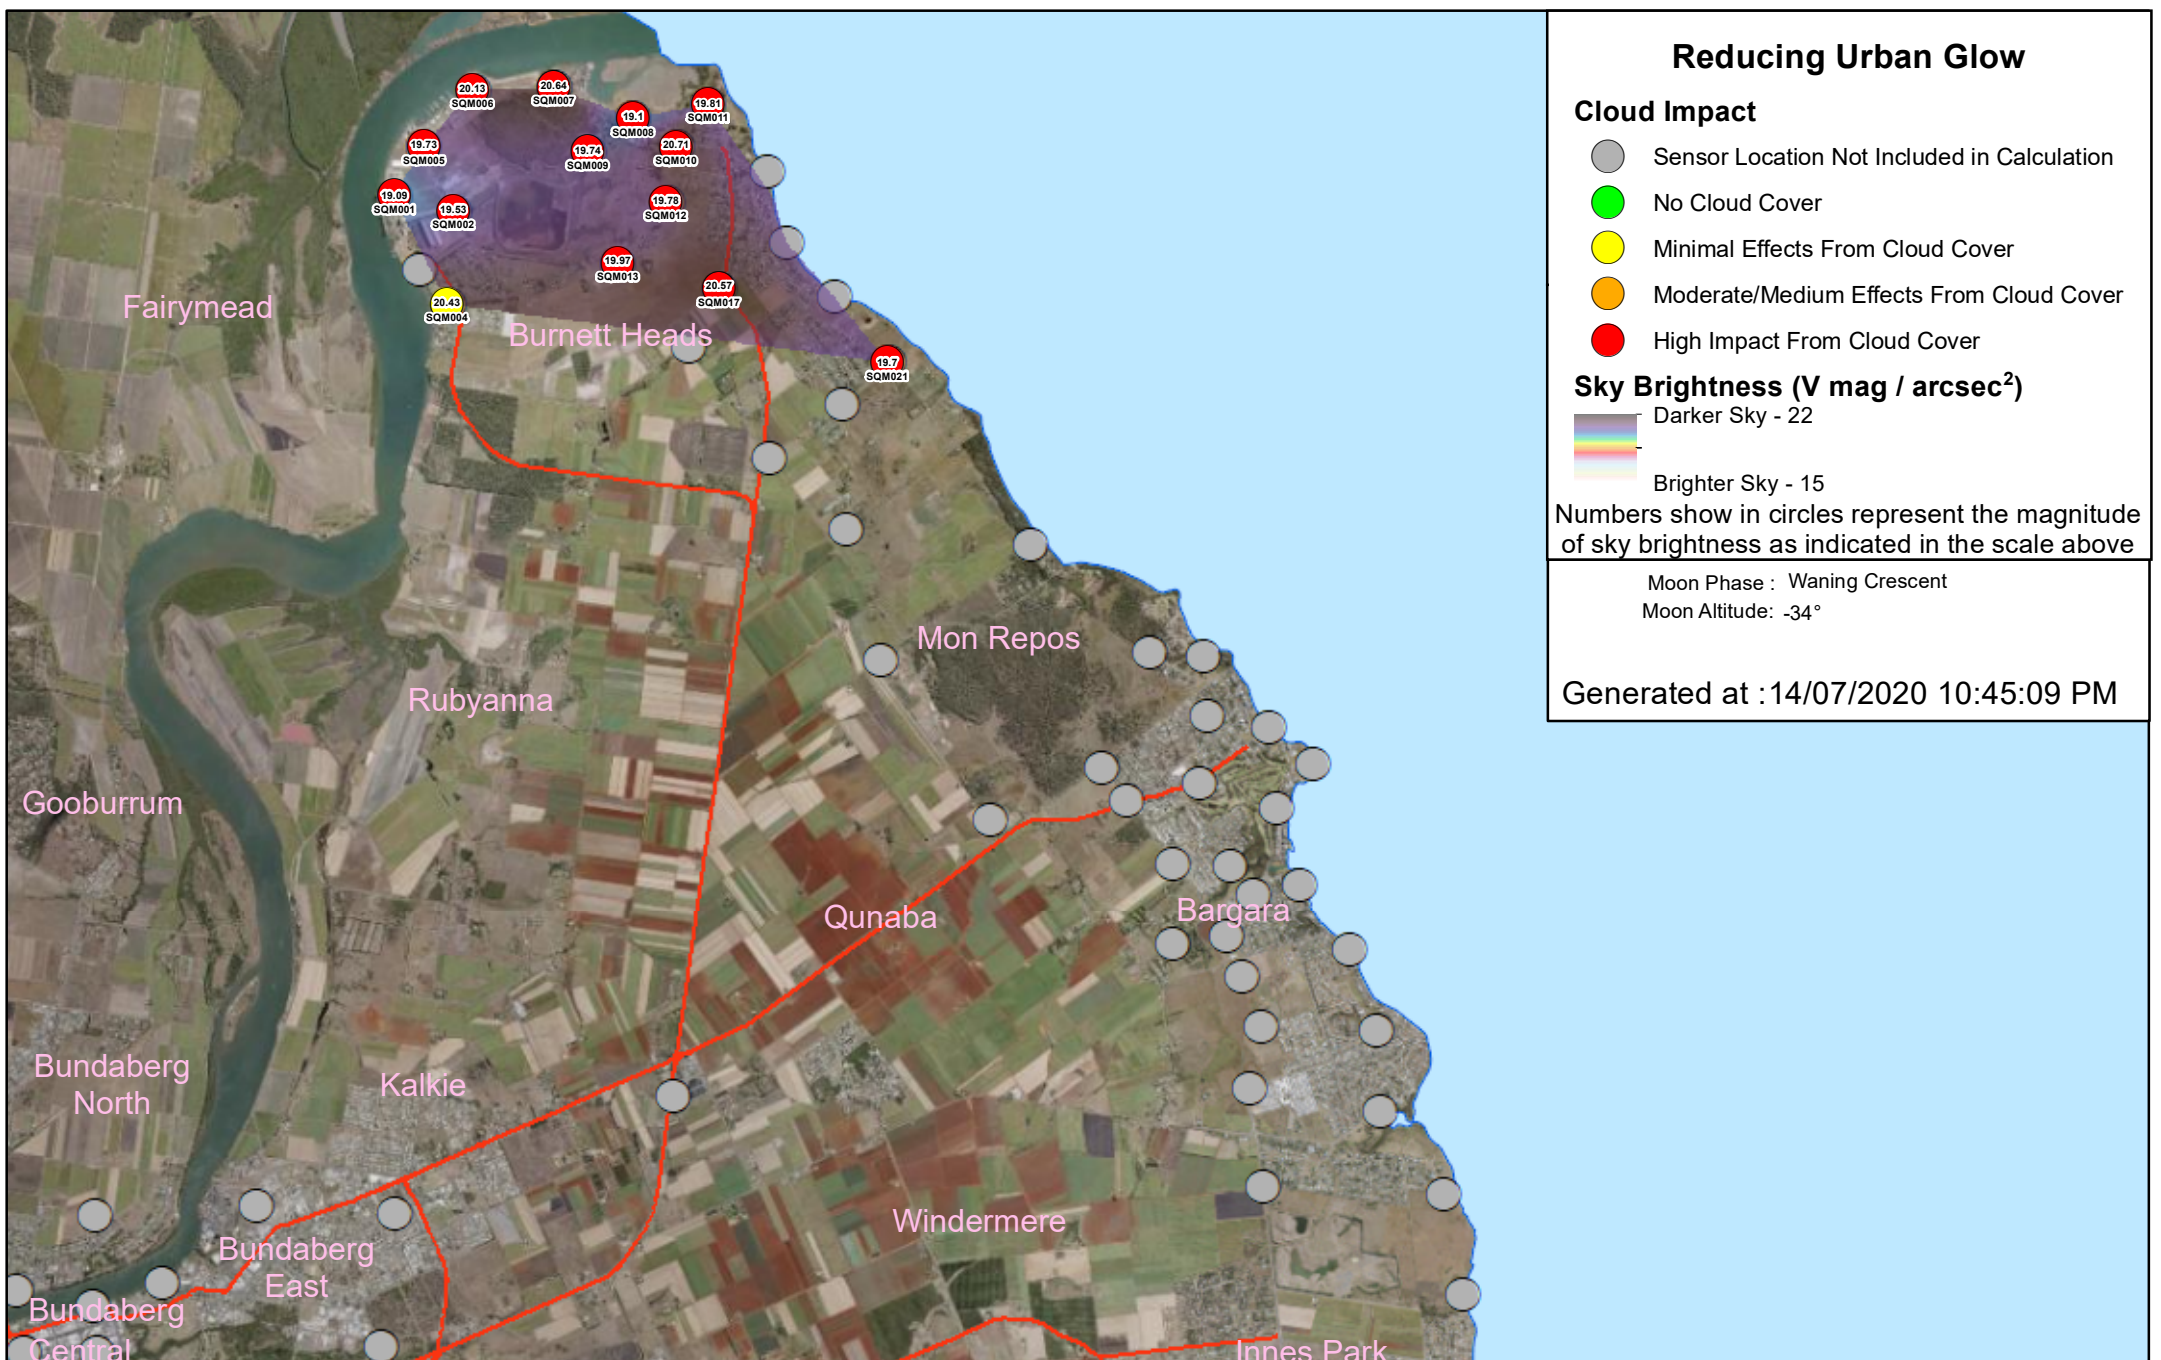 Reducing Urban Glow
Cloud Impact
Sensor Location Not Included in Calculation
No Cloud Cover
Minimal Effects From Cloud Cover
Moderate/Medium Effects From Cloud Cover
High Impact From Cloud Cover
Sky Brightness (V mag / arcsec²)
Darker Sky - 22
Brighter Sky - 15
Numbers show in circles represent the magnitude
of sky brightness as indicated in the scale above
Moon Phase : Waning Crescent
Moon Altitude: -34°
Generated at :14/07/2020 10:45:09 PM
20.13
SQM006
20.64
SQM007
19.1
SQM008
19.81
SQM011
19.73
SQM005
19.74
SQM009
20.71
SQM010
19.09
SQM001
19.53
SQM002
19.78
SQM012
19.97
SQM013
20.57
SQM017
20.43
SQM004
19.7
SQM021
Fairymead
Burnett Heads
Mon Repos
Rubyanna
Gooburrum
Qunaba
Bargara
Bundaberg
North
Kalkie
Windermere
Bundaberg
East
Bundaberg
Central
Innes Park